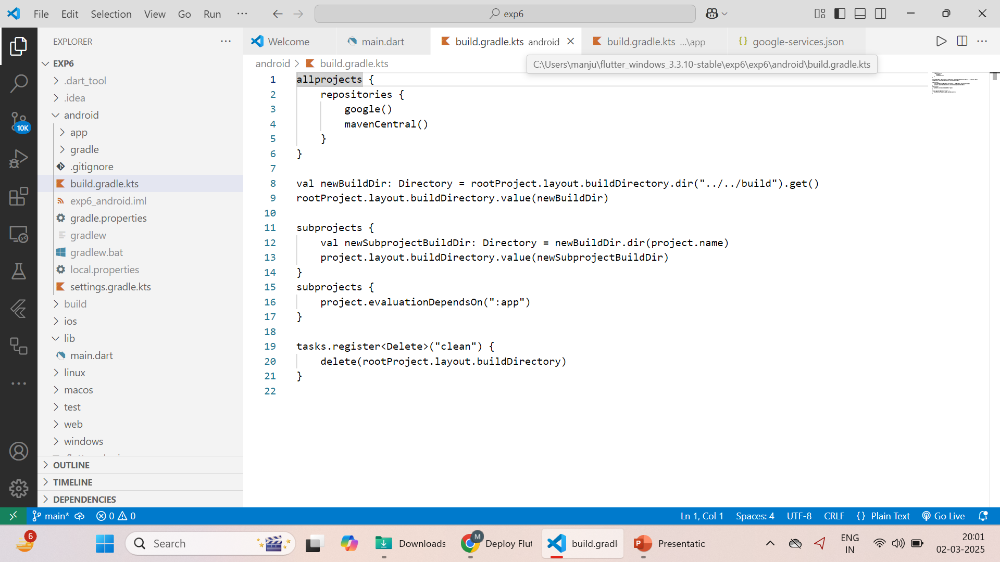 File Edit Selection View Go Run ···
exp6
EXPLORER
Welcome
main.dart
build.gradle.kts android
build.gradle.kts ...\app
google-services.json
EXP6
.dart_tool
.idea
android
app
gradle
.gitignore
build.gradle.kts
exp6_android.iml
gradle.properties
gradlew
gradlew.bat
local.properties
settings.gradle.kts
build
ios
lib
main.dart
linux
macos
test
web
windows
OUTLINE
TIMELINE
DEPENDENCIES
10K
android > build.gradle.kts
C:\Users\manju\flutter_windows_3.3.10-stable\exp6\exp6\android\build.gradle.kts
1 allprojects {
2     repositories {
3         google()
4         mavenCentral()
5     }
6 }
7
8 val newBuildDir: Directory = rootProject.layout.buildDirectory.dir("../../build").get()
9 rootProject.layout.buildDirectory.value(newBuildDir)
10
11 subprojects {
12     val newSubprojectBuildDir: Directory = newBuildDir.dir(project.name)
13     project.layout.buildDirectory.value(newSubprojectBuildDir)
14 }
15 subprojects {
16     project.evaluationDependsOn(":app")
17 }
18
19 tasks.register<Delete>("clean") {
20     delete(rootProject.layout.buildDirectory)
21 }
22
main* 0 0
Ln 1, Col 1 Spaces: 4 UTF-8 CRLF {} Plain Text Go Live
6
Search
Downloads
M
Deploy Flut
build.gradle
Presentatic
ENG
IN
20:01
02-03-2025